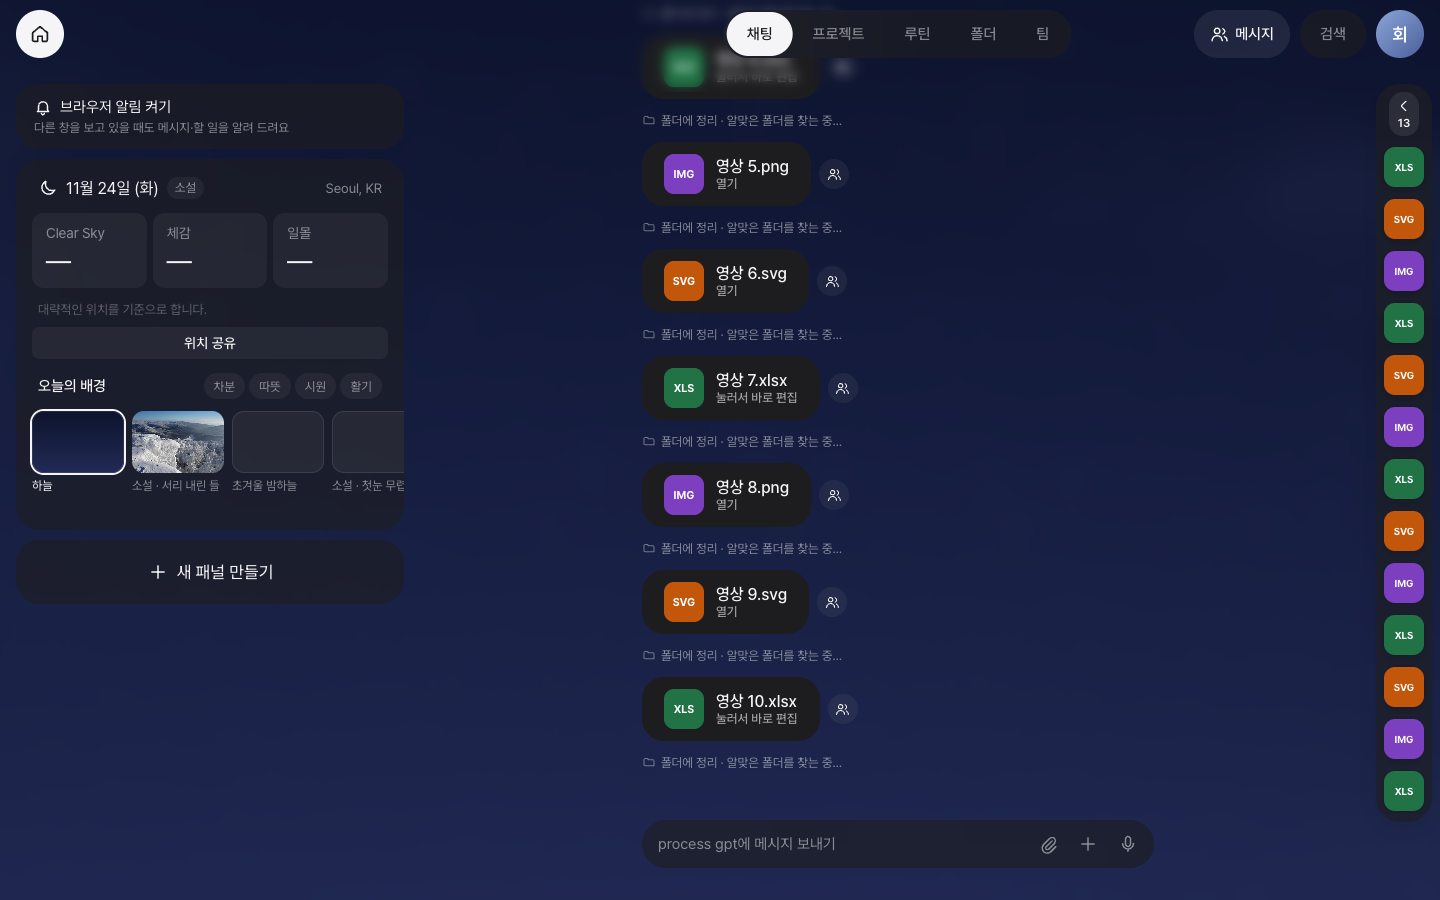 채팅
프로젝트
루틴
폴더
팀
메시지
검색
회
브라우저 알림 켜기
다른 창을 보고 있을 때도 메시지·할 일을 알려 드려요
11월 24일 (화)
소설
Seoul, KR
Clear Sky
체감
일몰
—
—
—
대략적인 위치를 기준으로 합니다.
위치 공유
오늘의 배경
차분
따뜻
시원
활기
하늘
소설 · 서리 내린 들
초겨울 밤하늘
소설 · 첫눈 무렵
새 패널 만들기
눌러서 바로 편집
폴더에 정리 · 알맞은 폴더를 찾는 중...
IMG
영상 5.png
열기
폴더에 정리 · 알맞은 폴더를 찾는 중...
SVG
영상 6.svg
열기
폴더에 정리 · 알맞은 폴더를 찾는 중...
XLS
영상 7.xlsx
눌러서 바로 편집
폴더에 정리 · 알맞은 폴더를 찾는 중...
IMG
영상 8.png
열기
폴더에 정리 · 알맞은 폴더를 찾는 중...
SVG
영상 9.svg
열기
폴더에 정리 · 알맞은 폴더를 찾는 중...
XLS
영상 10.xlsx
눌러서 바로 편집
폴더에 정리 · 알맞은 폴더를 찾는 중...
process gpt에 메시지 보내기
13
XLS
SVG
IMG
XLS
SVG
IMG
XLS
SVG
IMG
XLS
SVG
IMG
XLS